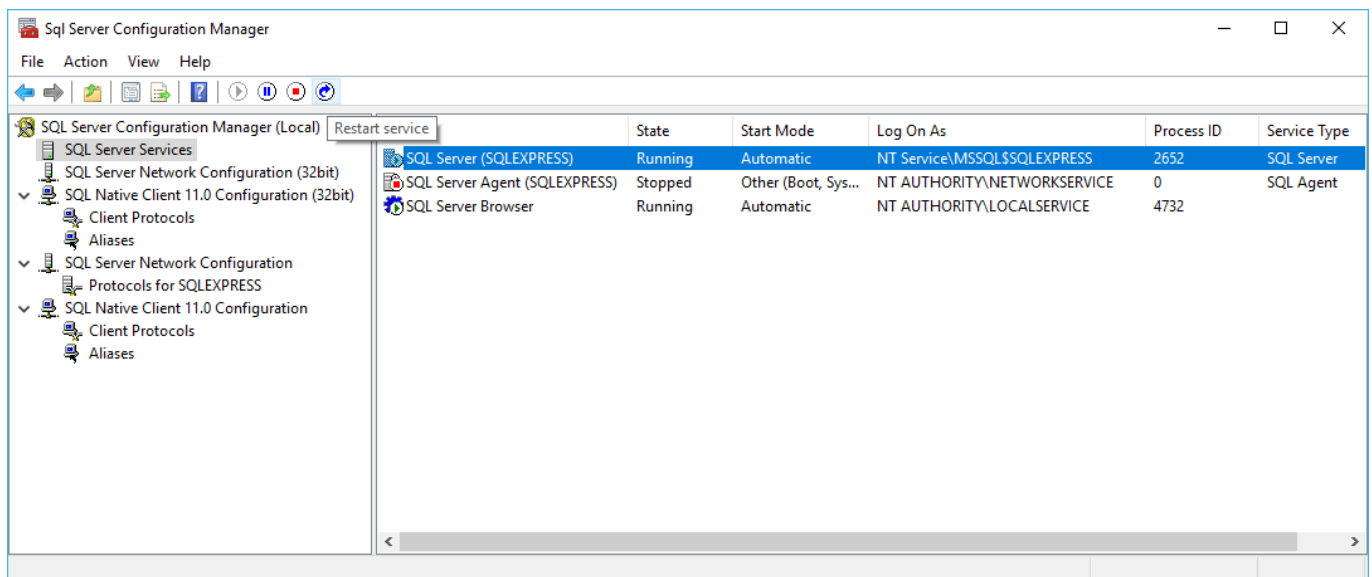 Sql Server Configuration Manager
File Action View Help
SQL Server Configuration Manager (Local)
Restart service
SQL Server Services
SQL Server Network Configuration (32bit)
SQL Native Client 11.0 Configuration (32bit)
Client Protocols
Aliases
SQL Server Network Configuration
Protocols for SQLEXPRESS
SQL Native Client 11.0 Configuration
Client Protocols
Aliases
State Start Mode Log On As Process ID Service Type
SQL Server (SQLEXPRESS) Running Automatic NT Service\MSSQL$SQLEXPRESS 2652 SQL Server
SQL Server Agent (SQLEXPRESS) Stopped Other (Boot, Sys... NT AUTHORITY\NETWORKSERVICE 0 SQL Agent
SQL Server Browser Running Automatic NT AUTHORITY\LOCALSERVICE 4732